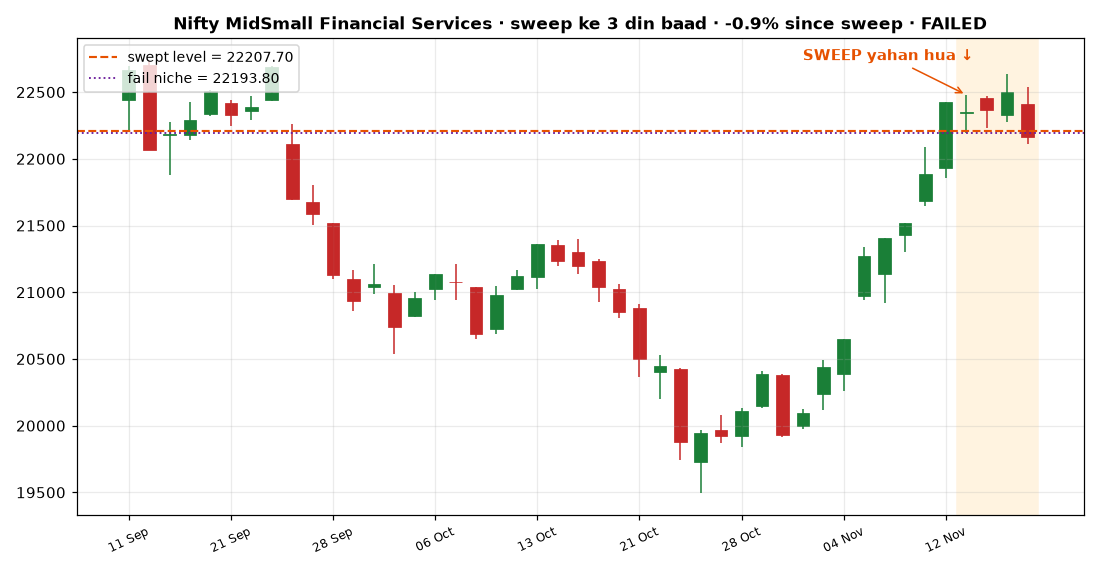 Nifty MidSmall Financial Services · sweep ke 3 din baad · -0.9% since sweep · FAILED
swept level = 22207.70
fail niche = 22193.80
SWEEP yahan hua ↓
22500
22000
21500
21000
20500
20000
19500
11 Sep
21 Sep
28 Sep
06 Oct
13 Oct
21 Oct
28 Oct
04 Nov
12 Nov